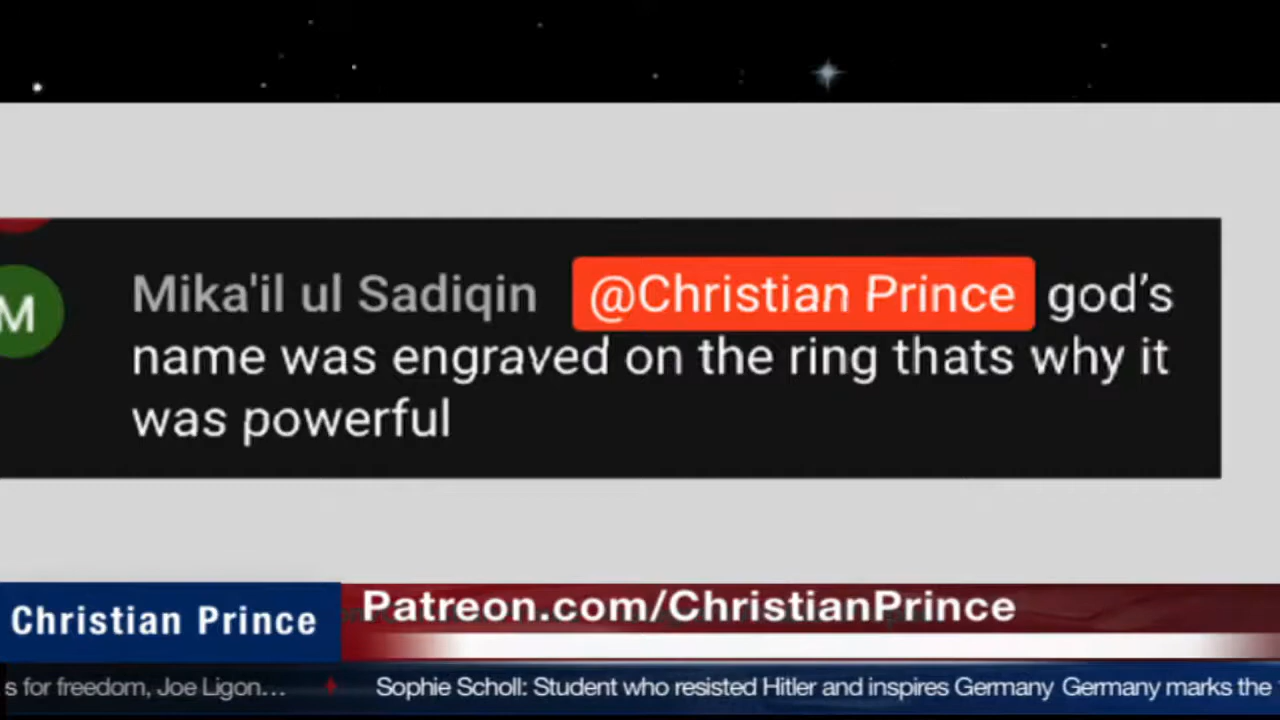 M
Mika'il ul Sadiqin @Christian Prince god's
name was engraved on the ring thats why it
was powerful
Christian Prince
Patreon.com/ChristianPrince
s for freedom, Joe Ligon... Sophie Scholl: Student who resisted Hitler and inspires Germany Germany marks the